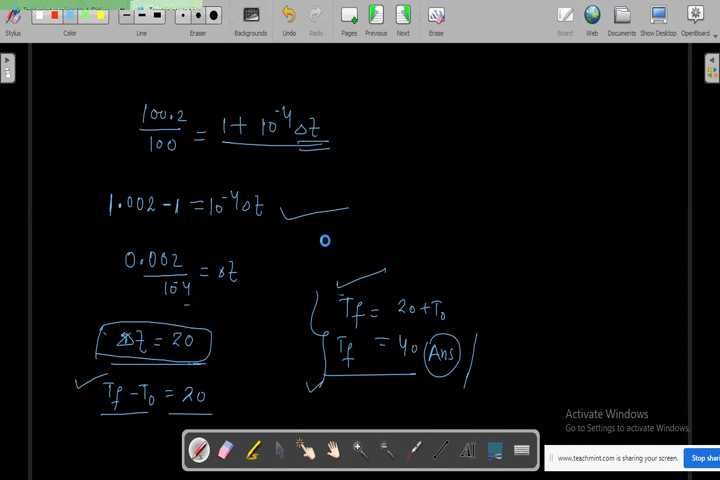 Stylus
Color
Line
Eraser
Backgrounds
Undo
Redo
Pages
Previous
Next
Erase
Board
Web
Documents
Show Desktop
OpenBoard
100.2
100
= 1 + 10⁻⁴ Δt
1.002 - 1 = 10⁻⁴ Δt
0.002
10⁻⁴
= Δt
Δt = 20
Tf - T₀ = 20
Tf = 20 + T₀
Tf = 40 Ans
Activate Windows
Go to Settings to activate Windows.
www.teachmint.com is sharing your screen.
Stop shari